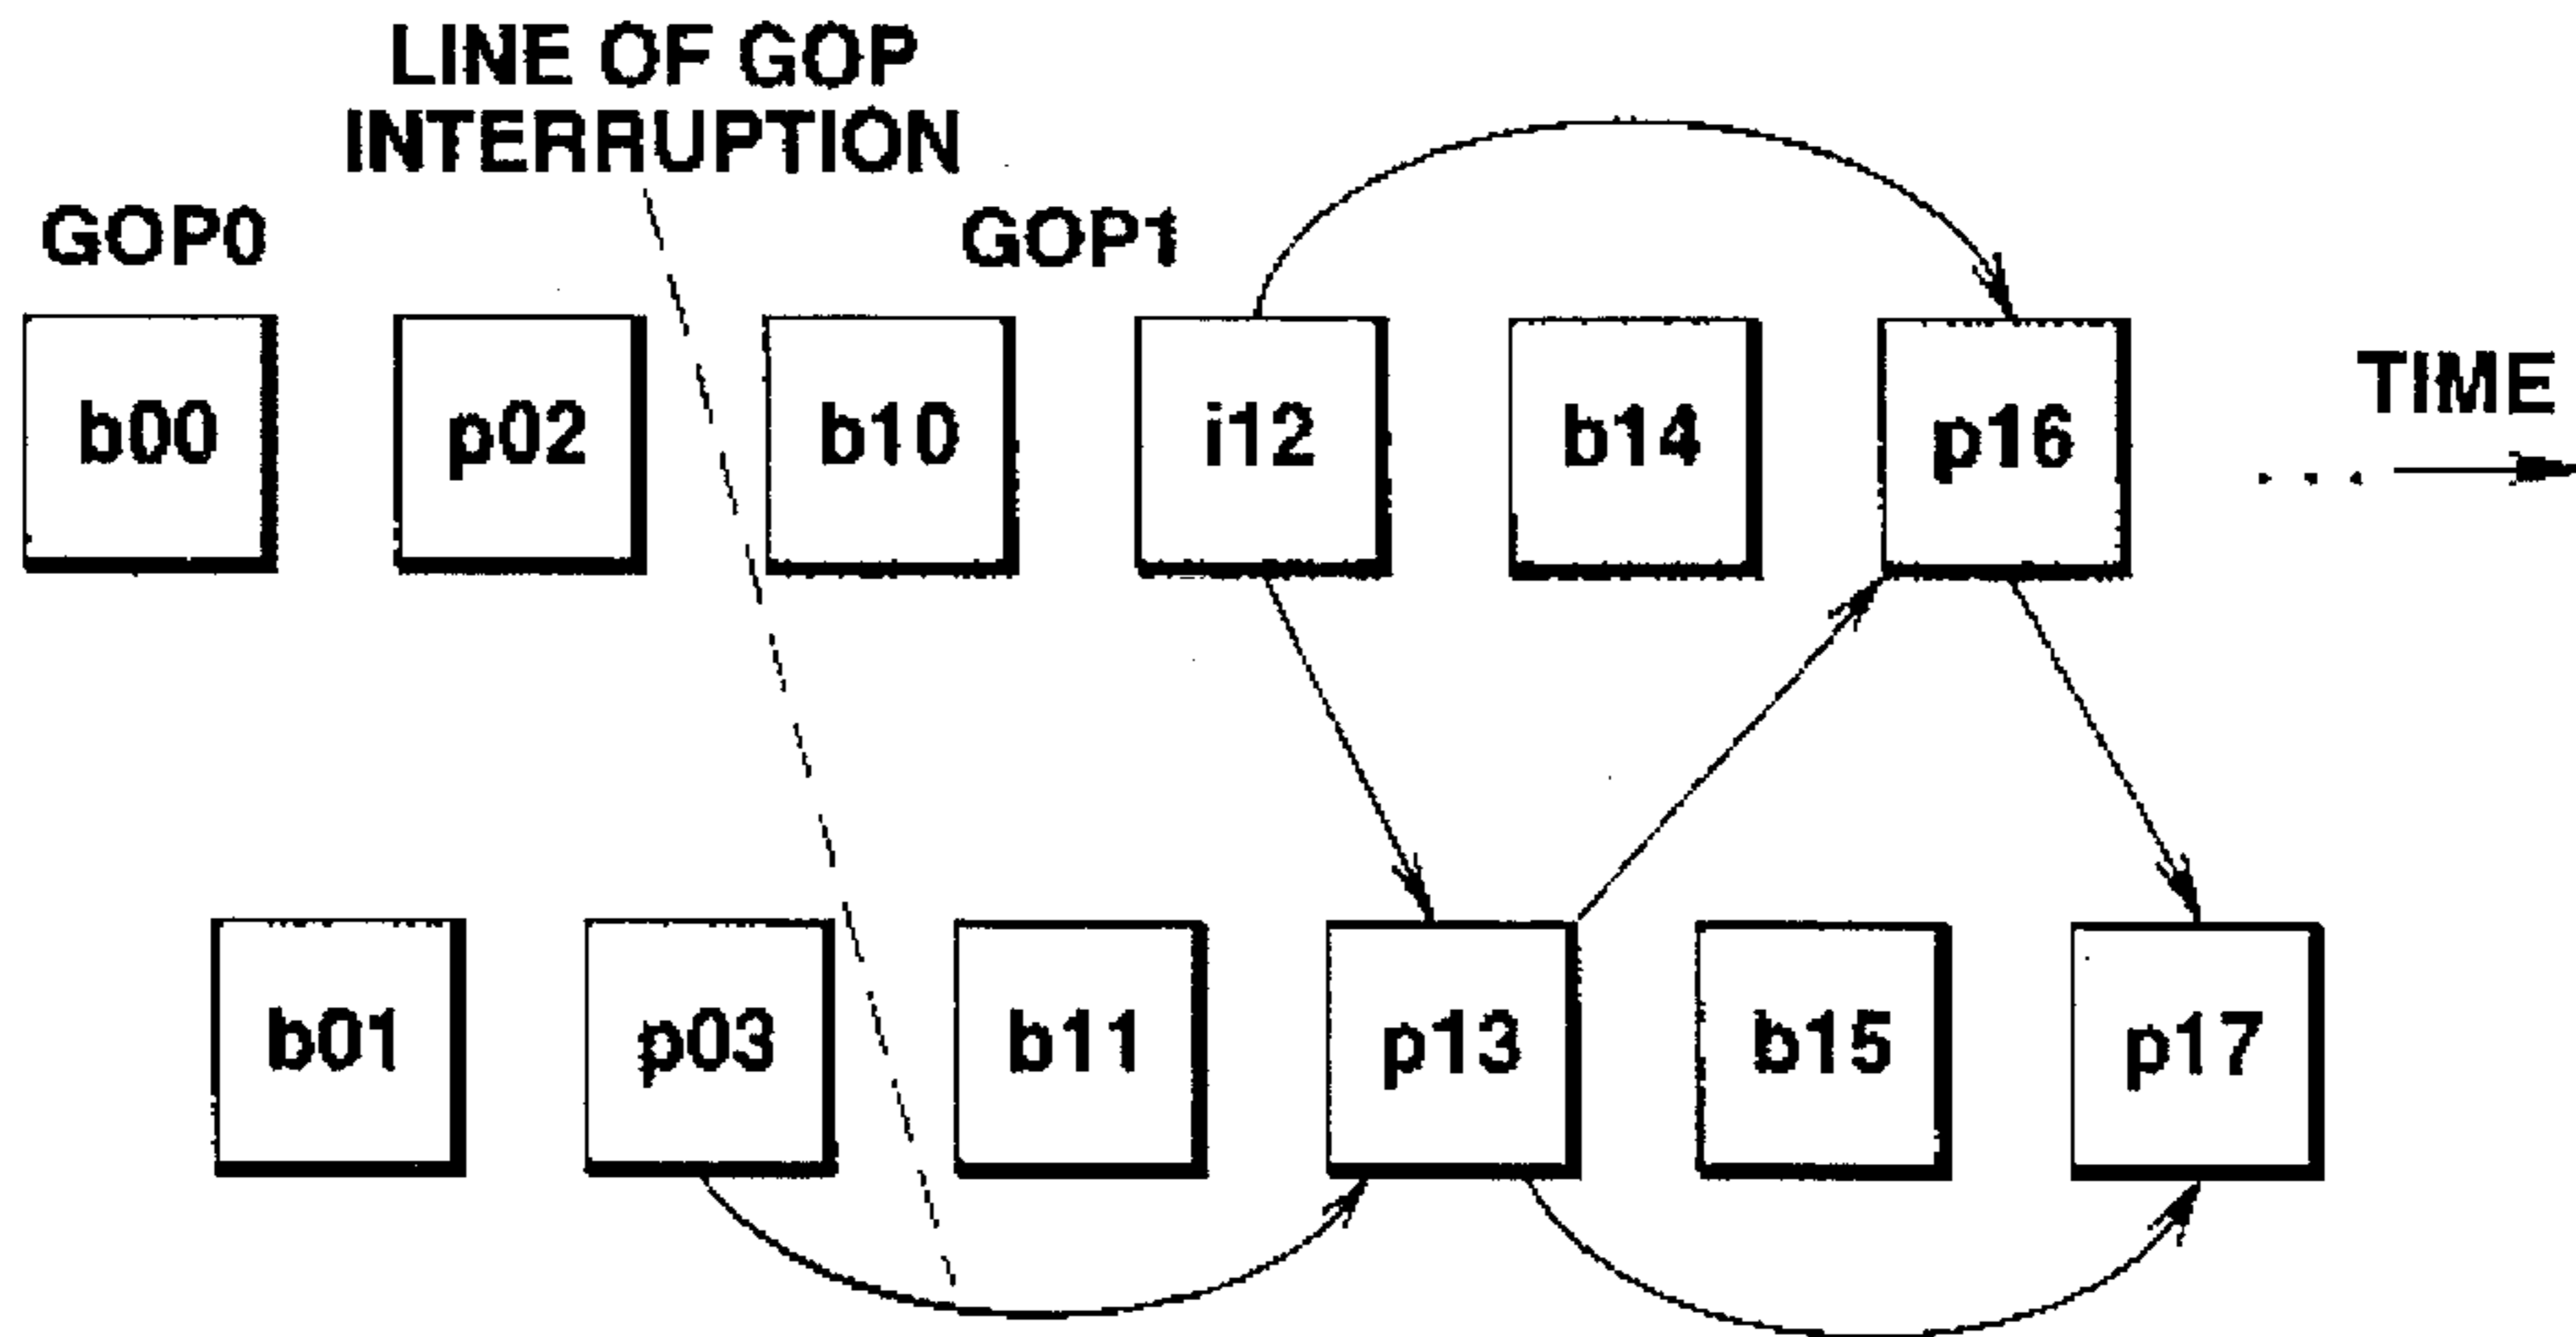 LINE OF GOP
INTERRUPTION
GOP0
GOP1
b00
p02
b10
i12
b14
p16
. . .
TIME
b01
p03
b11
p13
b15
p17